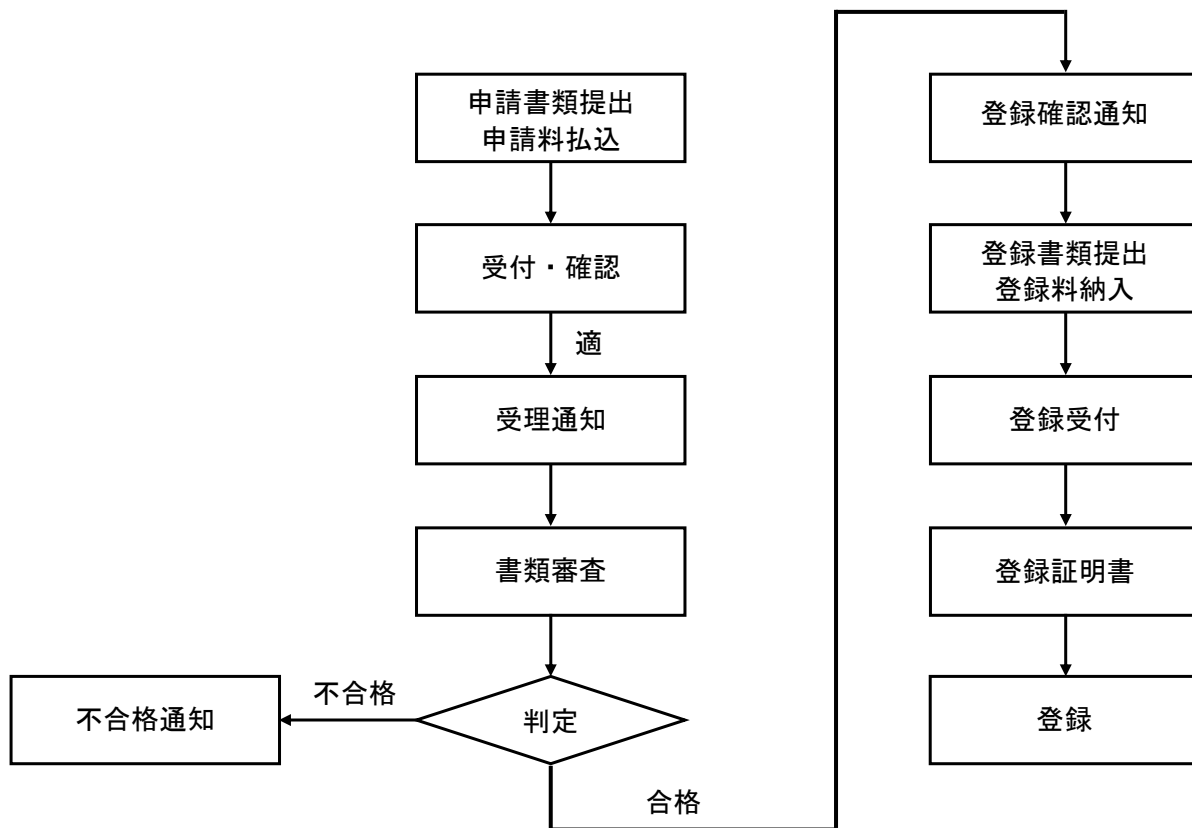 申請書類提出
申請料払込
受付・確認
適
受理通知
書類審査
判定
不合格
不合格通知
合格
登録確認通知
登録書類提出
登録料納入
登録受付
登録証明書
登録